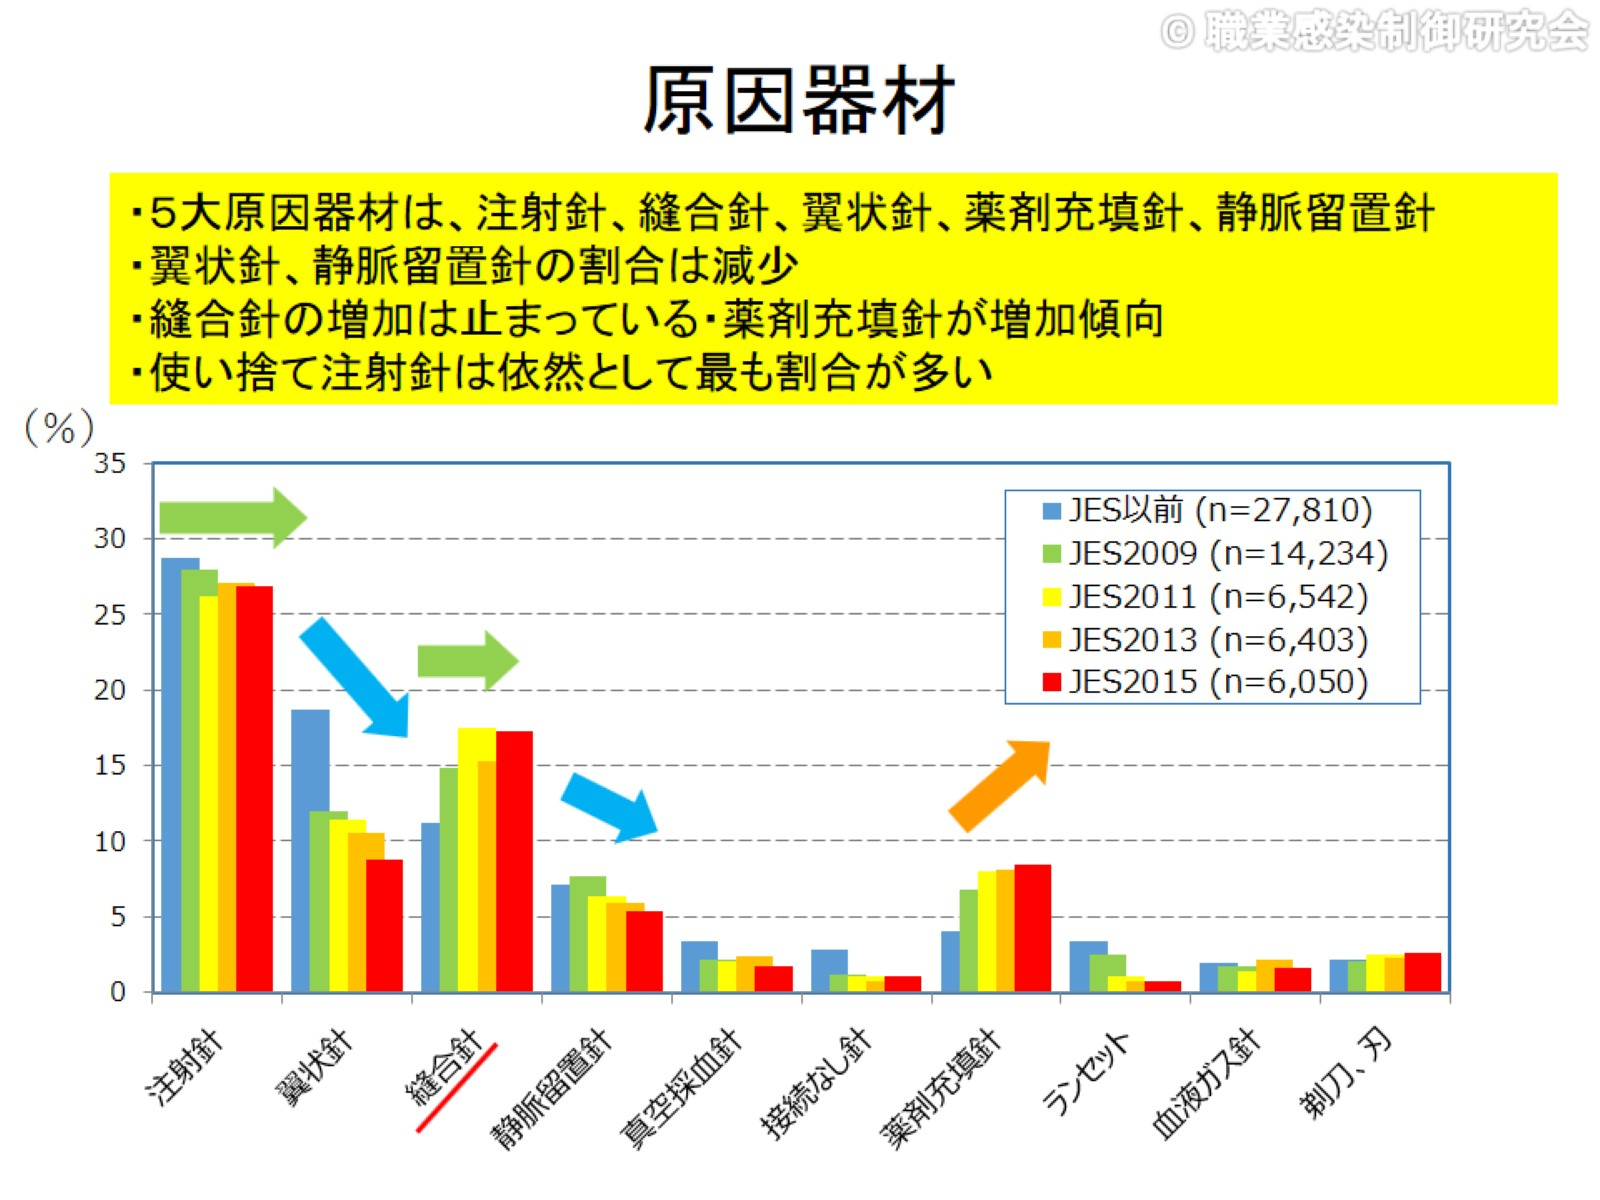 © 職業感染制御研究会
原因器材
・５大原因器材は、注射針、縫合針、翼状針、薬剤充填針、静脈留置針
・翼状針、静脈留置針の割合は減少
・縫合針の増加は止まっている・薬剤充填針が増加傾向
・使い捨て注射針は依然として最も割合が多い
（%）
35
30
25
20
15
10
5
0
JES以前 (n=27,810)
JES2009 (n=14,234)
JES2011 (n=6,542)
JES2013 (n=6,403)
JES2015 (n=6,050)
注射針
翼状針
縫合針
静脈留置針
真空採血針
接続なし針
薬剤充填針
ランセット
血液ガス針
剃刀、刃